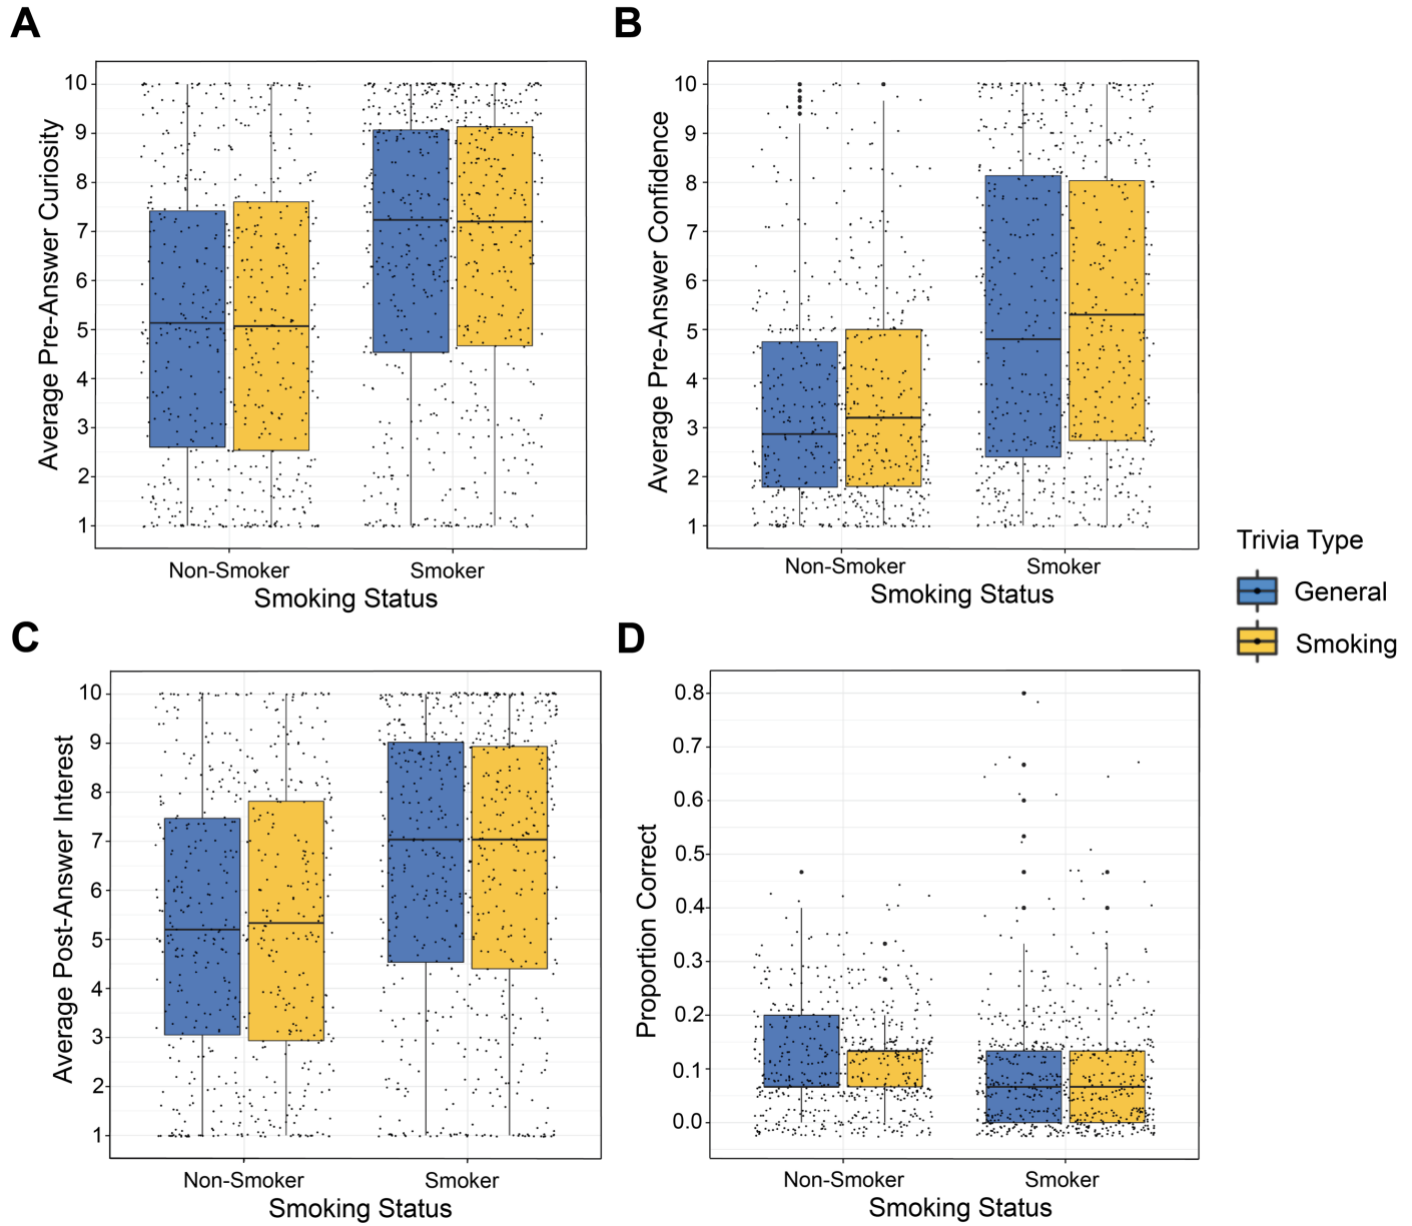 A
Average Pre-Answer Curiosity
10
9
8
7
6
5
4
3
2
1
Non-Smoker Smoker
Smoking Status
B
Average Pre-Answer Confidence
10
9
8
7
6
5
4
3
2
1
Non-Smoker Smoker
Smoking Status
Trivia Type
General
Smoking
C
Average Post-Answer Interest
10
9
8
7
6
5
4
3
2
1
Non-Smoker Smoker
Smoking Status
D
Proportion Correct
0.8
0.7
0.6
0.5
0.4
0.3
0.2
0.1
0.0
Non-Smoker Smoker
Smoking Status